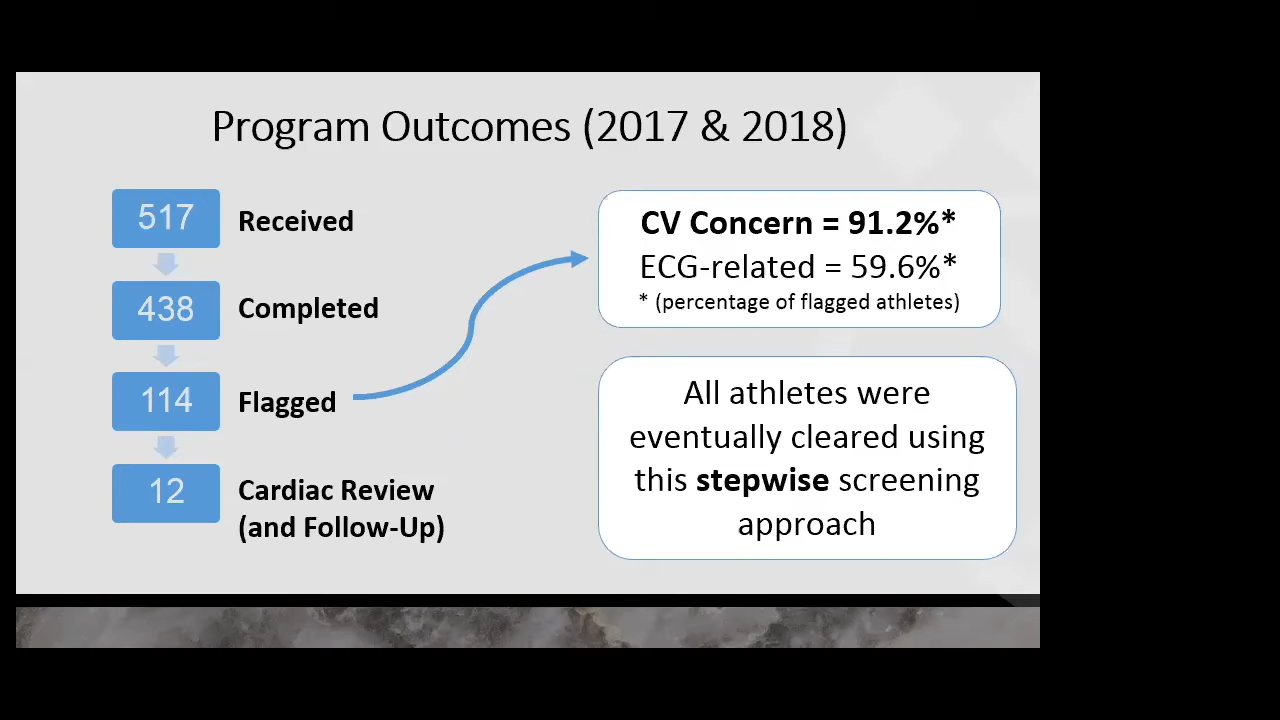 Program Outcomes (2017 & 2018)
517
Received
438
Completed
114
Flagged
12
Cardiac Review
(and Follow-Up)
CV Concern = 91.2%*
ECG-related = 59.6%*
* (percentage of flagged athletes)
All athletes were
eventually cleared using
this stepwise screening
approach